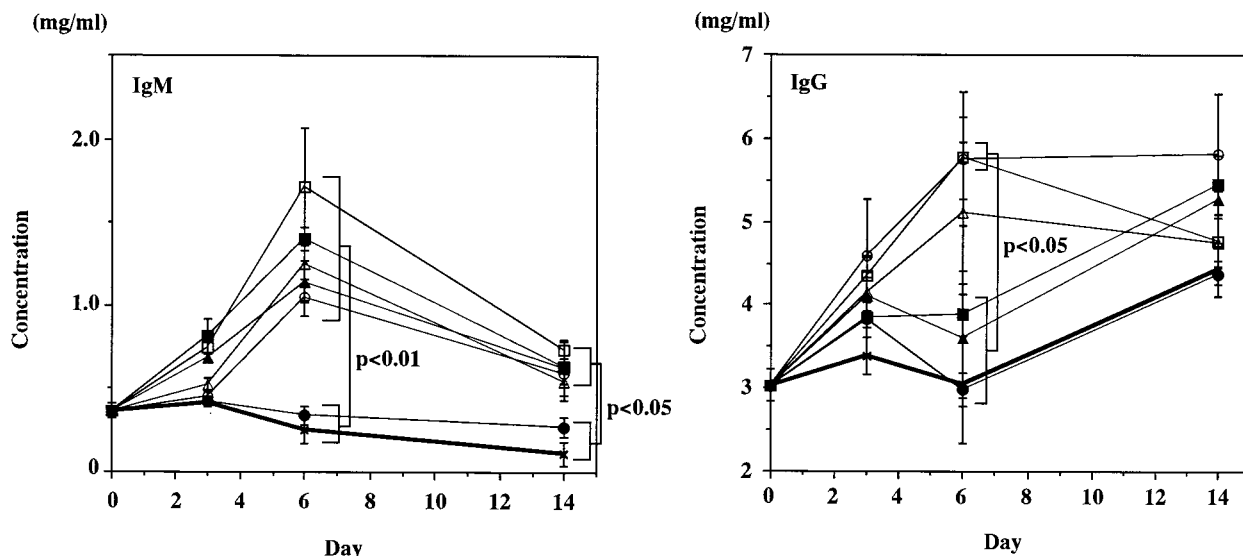 (mg/ml)
IgM
2.0
1.0
0
Concentration
0 2 4 6 8 10 12 14
Day
p<0.01
p<0.05
(mg/ml)
IgG
7
6
5
4
3
2
Concentration
0 2 4 6 8 10 12 14
Day
p<0.05